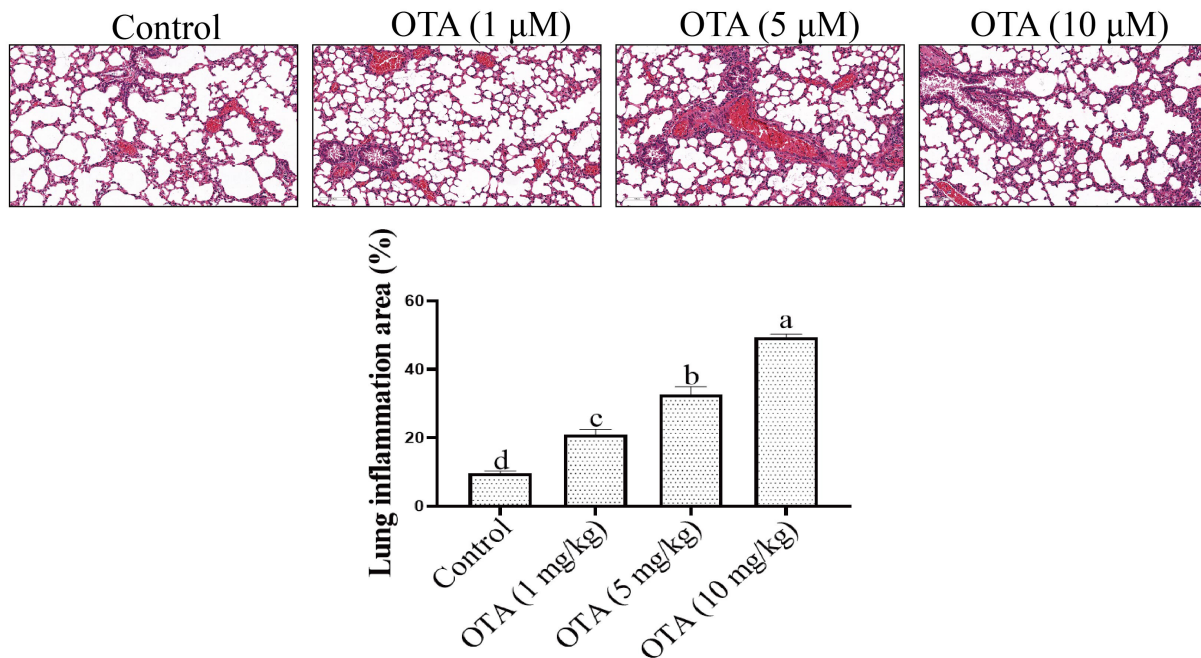 Control
OTA (1 μM)
OTA (5 μM)
OTA (10 μM)
Lung inflammation area (%)
60
40
20
0
d
c
b
a
Control
OTA (1 mg/kg)
OTA (5 mg/kg)
OTA (10 mg/kg)